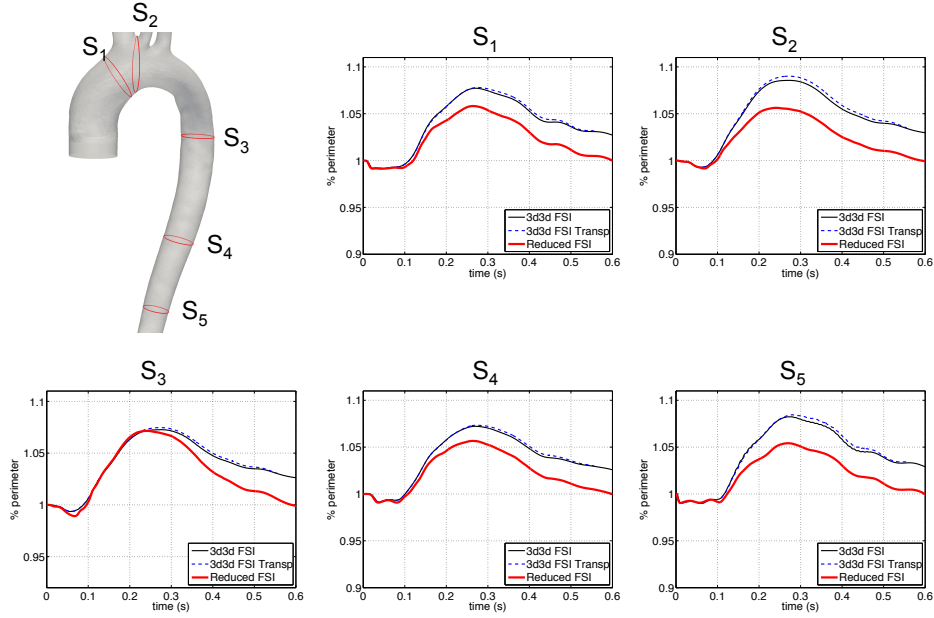 S2
S1
S3
S4
S5
S1
1.1
1.05
1
0.95
0.9
% perimeter
3d3d FSI
3d3d FSI Transp
Reduced FSI
0 0.1 0.2 0.3 0.4 0.5 0.6
time (s)
S2
1.1
1.05
1
0.95
0.9
% perimeter
3d3d FSI
3d3d FSI Transp
Reduced FSI
0 0.1 0.2 0.3 0.4 0.5 0.6
time (s)
S3
1.1
1.05
1
0.95
% perimeter
3d3d FSI
3d3d FSI Transp
Reduced FSI
0 0.1 0.2 0.3 0.4 0.5 0.6
time (s)
S4
1.1
1.05
1
0.95
0.9
% perimeter
3d3d FSI
3d3d FSI Transp
Reduced FSI
0 0.1 0.2 0.3 0.4 0.5 0.6
time (s)
S5
1.1
1.05
1
0.95
0.9
% perimeter
3d3d FSI
3d3d FSI Transp
Reduced FSI
0 0.1 0.2 0.3 0.4 0.5 0.6
time (s)